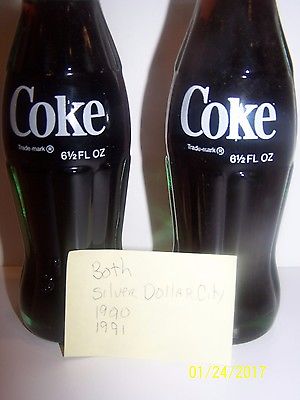 Coke
Trade-mark ®
6½ FL OZ
Coke
Trade-mark ®
6½ FL OZ
Both
Silver Dollar City
1990
1991
01/24/2017